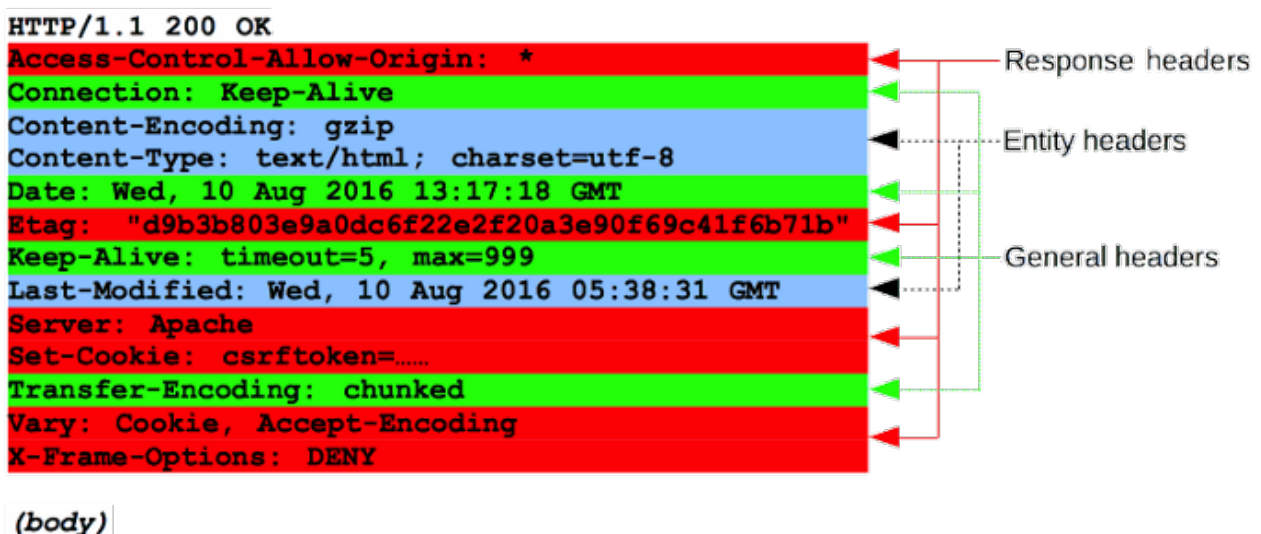 HTTP/1.1 200 OK
Access-Control-Allow-Origin: *
Response headers
Connection: Keep-Alive
Content-Encoding: gzip
Entity headers
Content-Type: text/html; charset=utf-8
Date: Wed, 10 Aug 2016 13:17:18 GMT
Etag: "d9b3b803e9a0dc6f22e2f20a3e90f69c41f6b71b"
Keep-Alive: timeout=5, max=999
General headers
Last-Modified: Wed, 10 Aug 2016 05:38:31 GMT
Server: Apache
Set-Cookie: csrftoken=……
Transfer-Encoding: chunked
Vary: Cookie, Accept-Encoding
X-Frame-Options: DENY
(body)